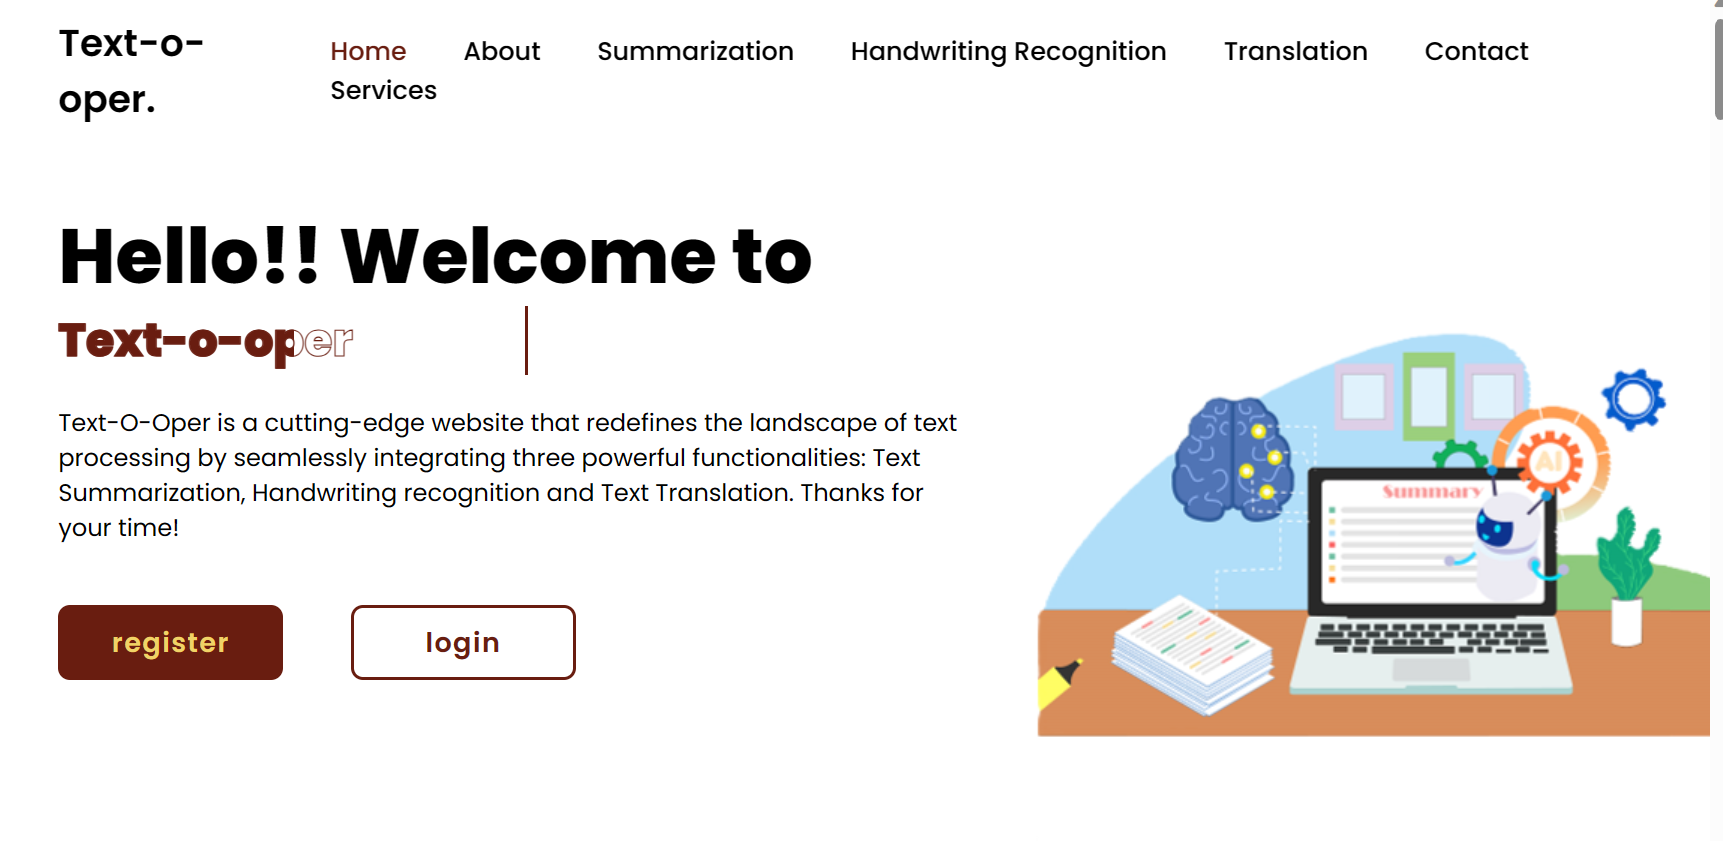 Text-o-
oper.
Home About Summarization Handwriting Recognition Translation Contact
Services
Hello!! Welcome to
Text-o-oper
Text-O-Oper is a cutting-edge website that redefines the landscape of text
processing by seamlessly integrating three powerful functionalities: Text
Summarization, Handwriting recognition and Text Translation. Thanks for
your time!
register login
Summary
AI